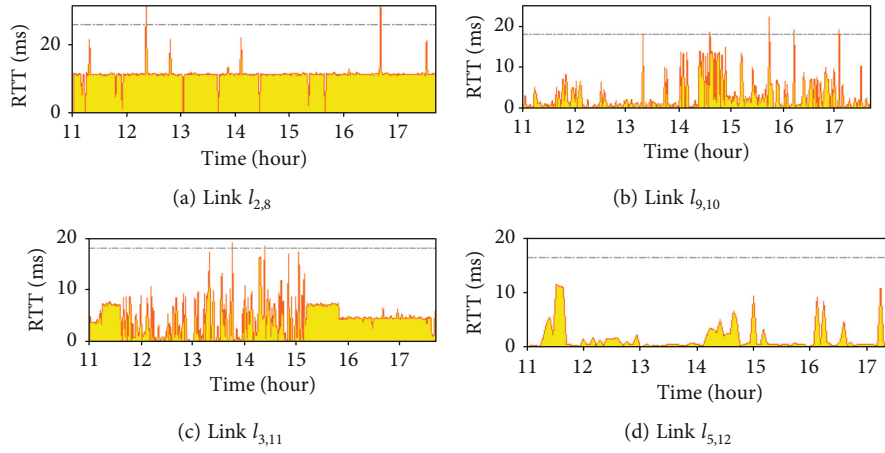 RTT (ms)
20
0
11 12 13 14 15 16 17
Time (hour)
(a) Link l2,8
RTT (ms)
30
20
10
0
11 12 13 14 15 16 17
Time (hour)
(b) Link l9,10
RTT (ms)
20
10
0
11 12 13 14 15 16 17
Time (hour)
(c) Link l3,11
RTT (ms)
20
10
0
11 12 13 14 15 16 17
Time (hour)
(d) Link l5,12